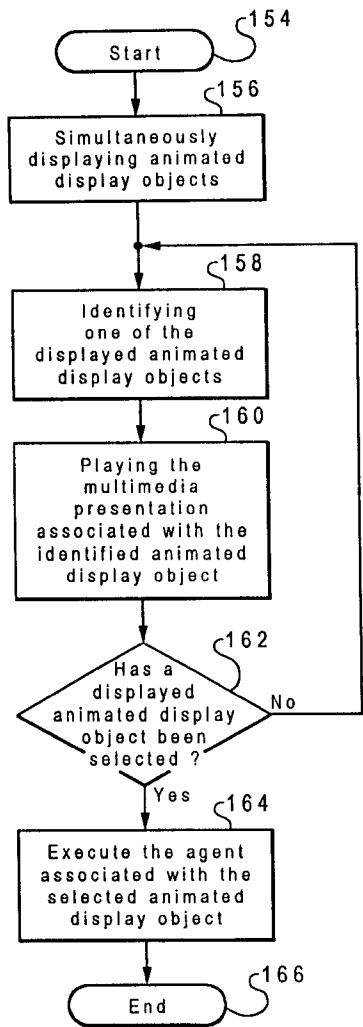 154
Start
156
Simultaneously
displaying animated
display objects
158
Identifying
one of the
displayed animated
display objects
160
Playing the
multimedia
presentation
associated with the
identified animated
display object
162
Has a
displayed
animated display
object been
selected ?
No
Yes
164
Execute the agent
associated with the
selected animated
display object
166
End